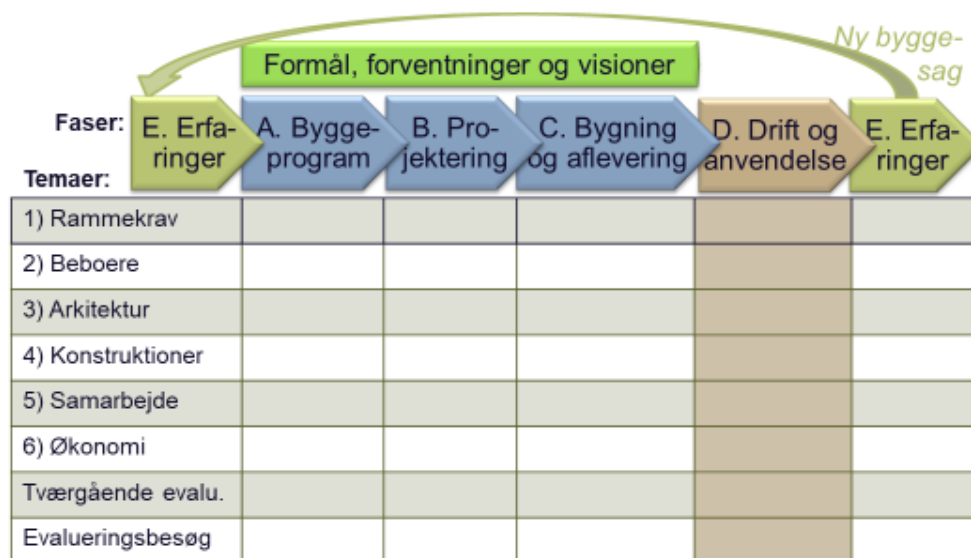 Ny bygge-
sag
Formål, forventninger og visioner
Faser:
E. Erfa-
ringer
A. Bygge-
program
B. Pro-
jektering
C. Bygning
og aflevering
D. Drift og
anvendelse
E. Erfa-
ringer
Temaer:
1) Rammekrav
2) Beboere
3) Arkitektur
4) Konstruktioner
5) Samarbejde
6) Økonomi
Tværgående evalu.
Evalueringsbesøg